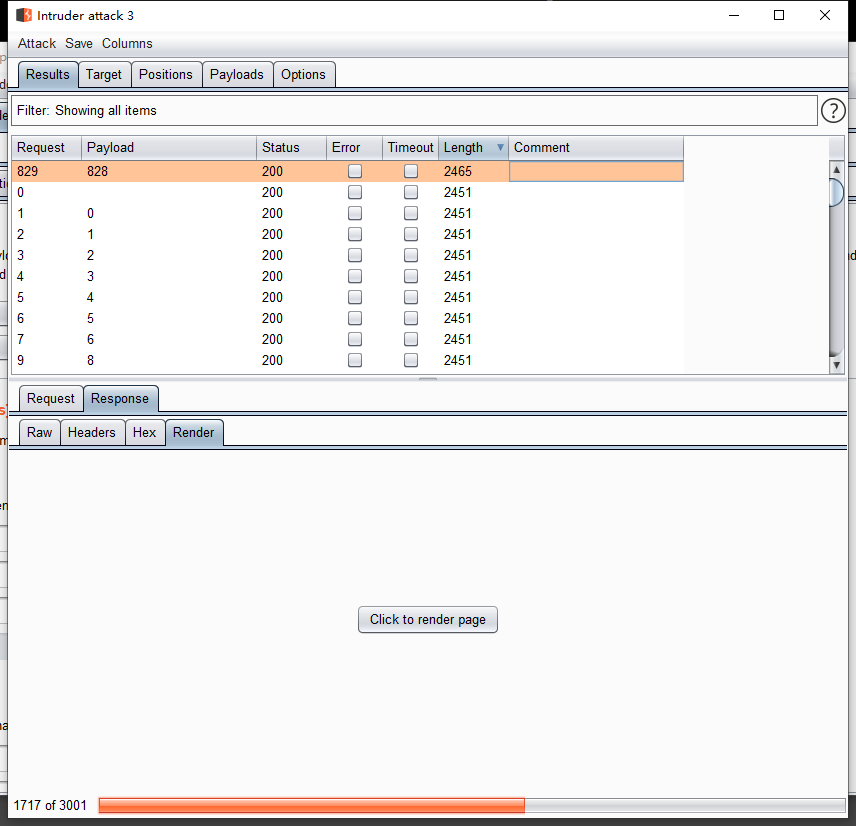 Intruder attack 3
Attack Save Columns
Results Target Positions Payloads Options
Filter: Showing all items ?
Request Payload Status Error Timeout Length Comment
829 828 200 2465
0 200 2451
1 0 200 2451
2 1 200 2451
3 2 200 2451
4 3 200 2451
5 4 200 2451
6 5 200 2451
7 6 200 2451
9 8 200 2451
Request Response
Raw Headers Hex Render
Click to render page
1717 of 3001